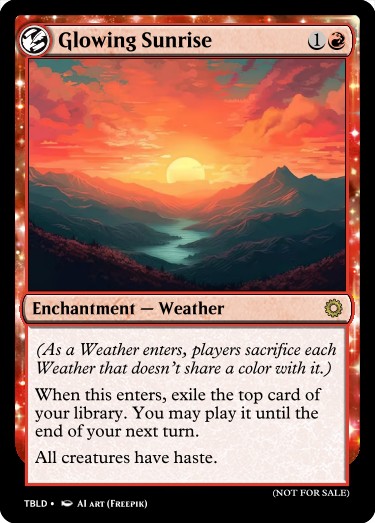 Glowing Sunrise 1
Enchantment — Weather
(As a Weather enters, players sacrifice each
Weather that doesn't share a color with it.)
When this enters, exile the top card of
your library. You may play it until the
end of your next turn.
All creatures have haste.
(NOT FOR SALE)
TBLD • AI ART (FREEPIK)